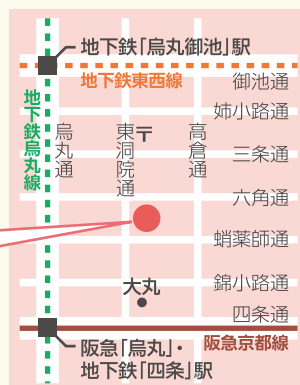 地下鉄「烏丸御池」駅
地下鉄東西線
御池通
姉小路通
地下鉄烏丸線
烏丸通
東洞院通
〒
高倉通
三条通
六角通
蛸薬師通
錦小路通
大丸
四条通
阪急京都線
阪急「烏丸」・
地下鉄「四条」駅